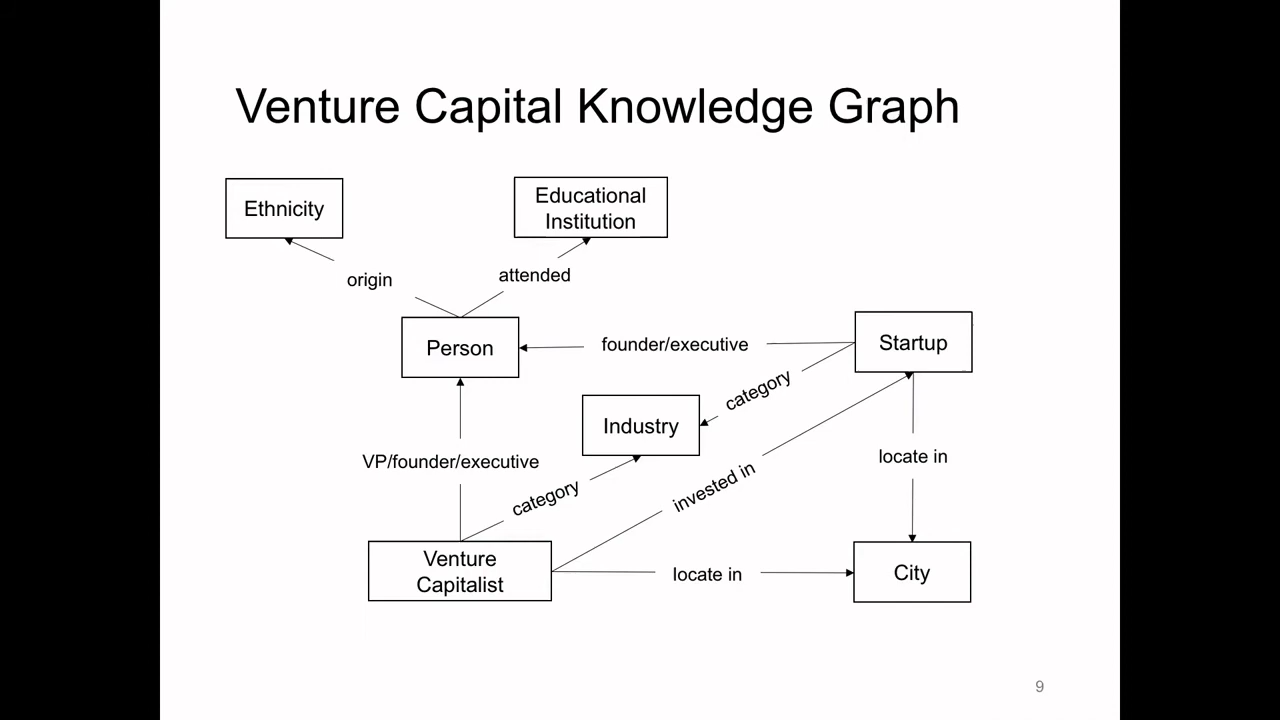 Venture Capital Knowledge Graph
Ethnicity
Educational
Institution
origin
attended
Person
founder/executive
Startup
category
Industry
VP/founder/executive
category
invested in
locate in
Venture
Capitalist
locate in
City
9